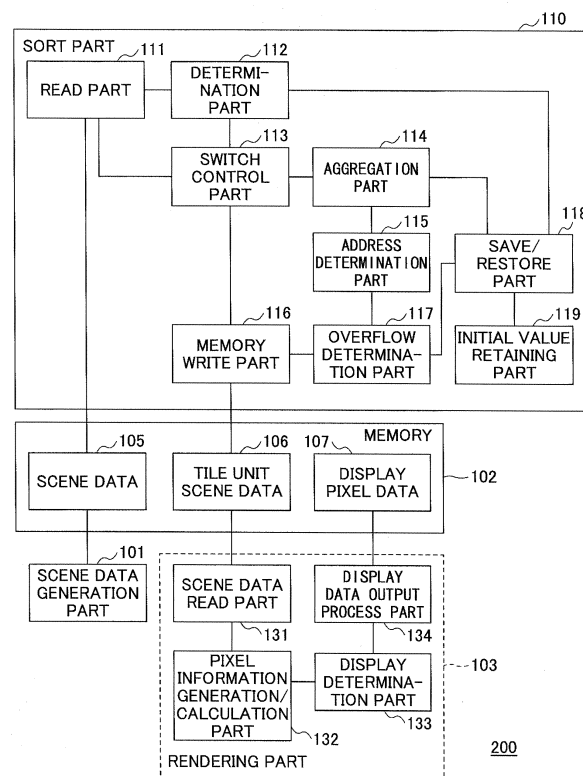 110
SORT PART
111
READ PART
112
DETERMI-
NATION
PART
113
SWITCH
CONTROL
PART
114
AGGREGATION
PART
115
ADDRESS
DETERMINATION PART
118
SAVE/
RESTORE
PART
116
MEMORY
WRITE PART
117
OVERFLOW
DETERMINA-
TION PART
119
INITIAL VALUE
RETAINING
PART
MEMORY
105
SCENE DATA
106
TILE UNIT
SCENE DATA
107
DISPLAY
PIXEL DATA
102
101
SCENE DATA
GENERATION
PART
SCENE DATA
READ PART
131
DISPLAY
DATA OUTPUT
PROCESS PART
134
103
PIXEL
INFORMATION
GENERATION/
CALCULATION
PART
132
DISPLAY
DETERMINA-
TION PART
133
RENDERING PART
200